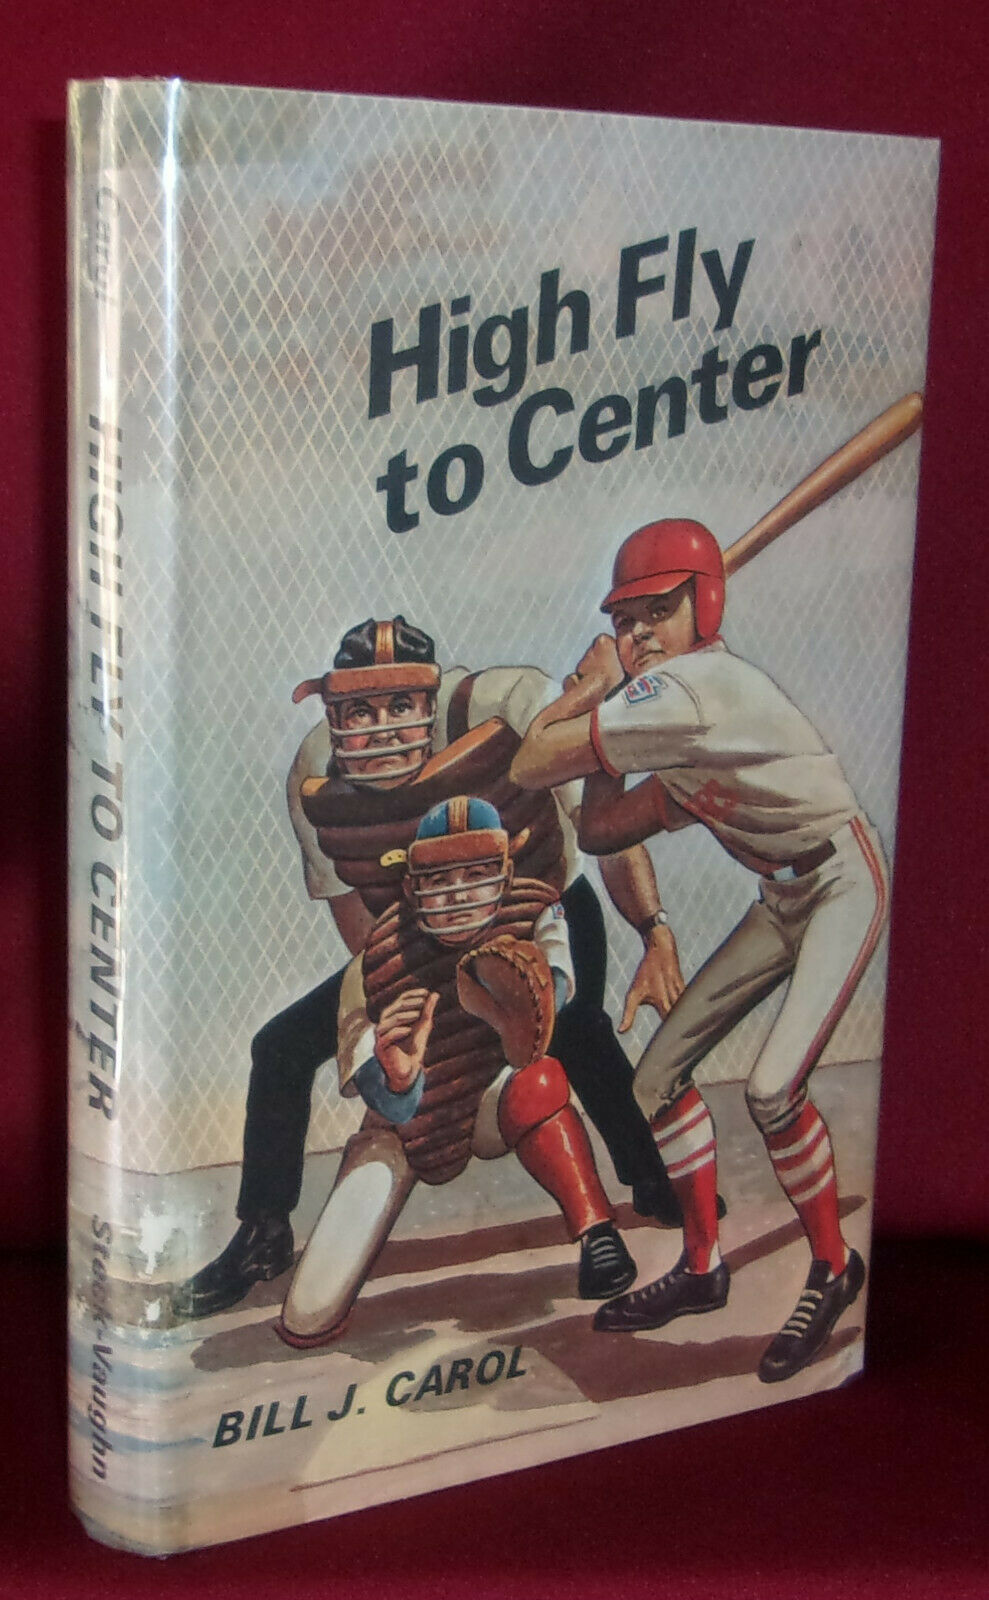 High Fly
to Center
BILL J. CAROL
Carol
HIGH FLY TO CENTER
Steck-Vaughn